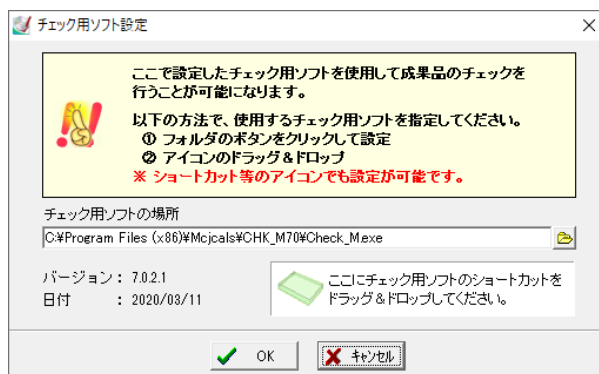 チェック用ソフト設定
ここで設定したチェック用ソフトを使用して成果品のチェックを
行うことが可能になります。
以下の方法で、使用するチェック用ソフトを指定してください。
① フォルダのボタンをクリックして設定
② アイコンのドラッグ&ドロップ
※ ショートカット等のアイコンでも設定が可能です。
チェック用ソフトの場所
C:¥Program Files (x86)¥Mcjcals¥CHK_M70¥Check_M.exe
バージョン： 7.0.2.1
日付 ： 2020/03/11
ここにチェック用ソフトのショートカットを
ドラッグ&ドロップしてください。
OK
キャンセル